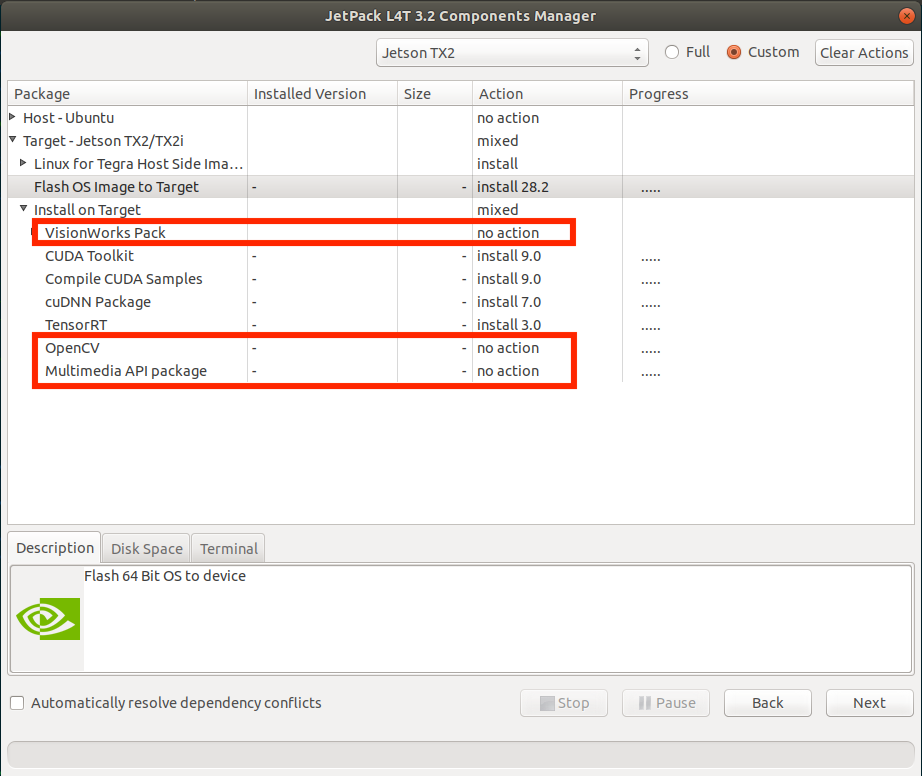 JetPack L4T 3.2 Components Manager
Jetson TX2 Full Custom Clear Actions
Package Installed Version Size Action Progress
Host - Ubuntu no action
Target - Jetson TX2/TX2i mixed
Linux for Tegra Host Side Ima... install
Flash OS Image to Target - - install 28.2 .....
Install on Target mixed
VisionWorks Pack no action
CUDA Toolkit - - install 9.0 .....
Compile CUDA Samples - - install 9.0 .....
cuDNN Package - - install 7.0 .....
TensorRT - - install 3.0 .....
OpenCV - - no action .....
Multimedia API package - - no action .....
Description Disk Space Terminal
Flash 64 Bit OS to device
Automatically resolve dependency conflicts Stop Pause Back Next